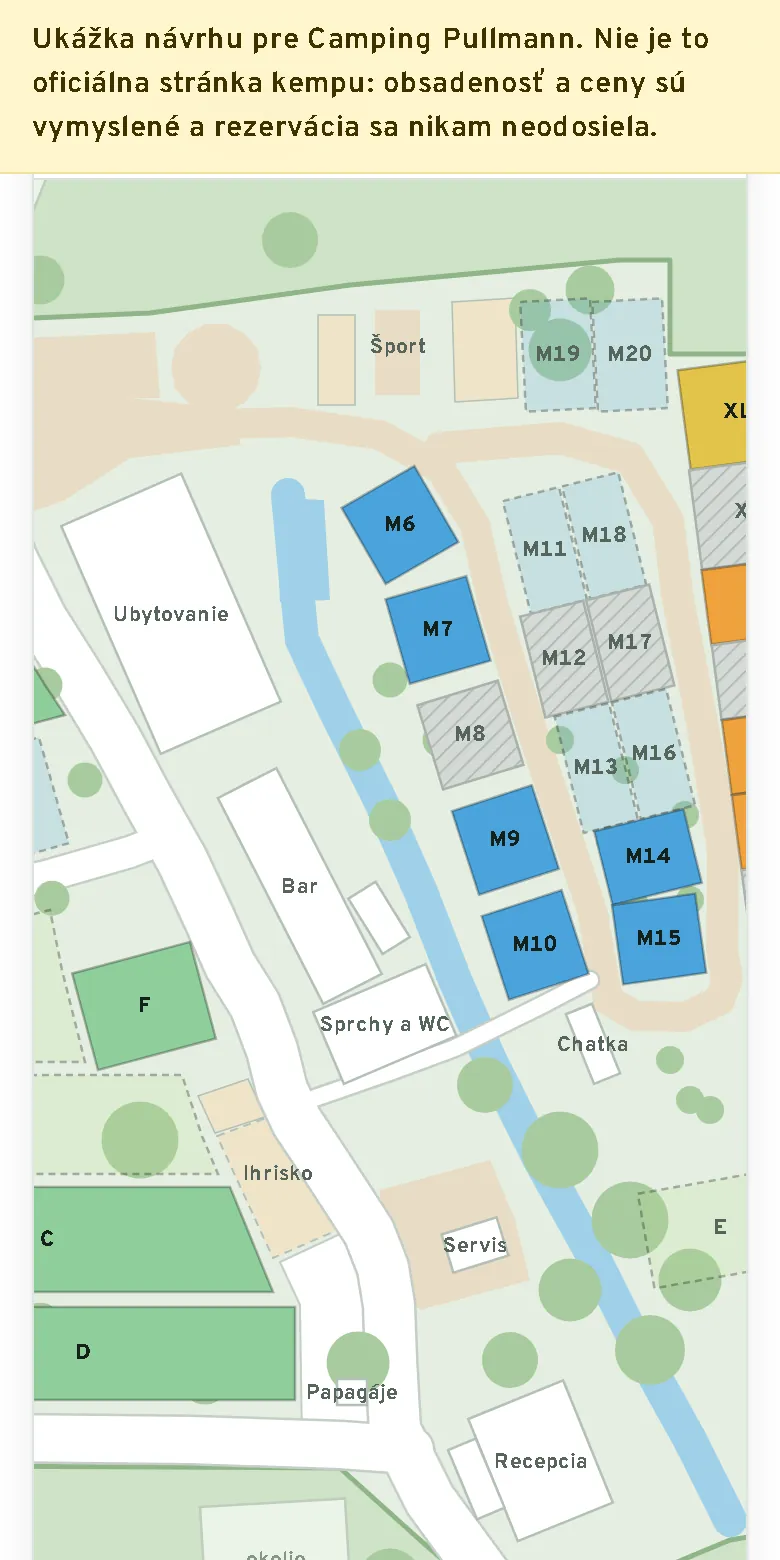 Ukážka návrhu pre Camping Pullmann. Nie je to
oficiálna stránka kempu: obsadenosť a ceny sú
vymyslené a rezervácia sa nikam neodosiela.
Šport
M19
M20
XL
M6
X
M11
M18
Ubytovanie
M7
M12
M17
M8
M13
M16
M9
M14
Bar
M10
M15
F
Sprchy a WC
Chatka
Ihrisko
C
Servis
E
D
Papagáje
Recepcia
okolie